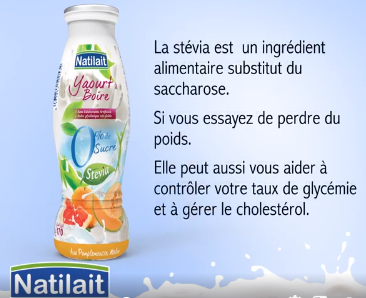 Natilait
Yaourt
à Boire
0% de
Sucre
Stevia
au Pamplemousse Melon
La stévia est un ingrédient
alimentaire substitut du
saccharose.
Si vous essayez de perdre du
poids.
Elle peut aussi vous aider à
contrôler votre taux de glycémie
et à gérer le cholestérol.
Natilait